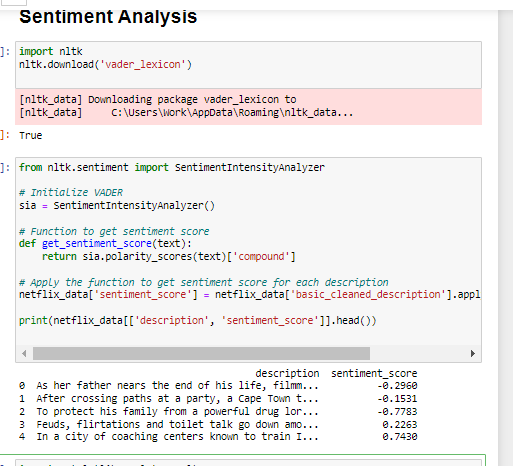 Sentiment Analysis
]: import nltk
nltk.download('vader_lexicon')
[nltk_data] Downloading package vader_lexicon to
[nltk_data]     C:\Users\Work\AppData\Roaming\nltk_data...
]: True
]: from nltk.sentiment import SentimentIntensityAnalyzer
# Initialize VADER
sia = SentimentIntensityAnalyzer()
# Function to get sentiment score
def get_sentiment_score(text):
    return sia.polarity_scores(text)['compound']
# Apply the function to get sentiment score for each description
netflix_data['sentiment_score'] = netflix_data['basic_cleaned_description'].appl
print(netflix_data[['description', 'sentiment_score']].head())
description  sentiment_score
0  As her father nears the end of his life, filmm...          -0.2960
1  After crossing paths at a party, a Cape Town t...          -0.1531
2  To protect his family from a powerful drug lor...          -0.7783
3  Feuds, flirtations and toilet talk go down amo...           0.2263
4  In a city of coaching centers known to train I...           0.7430